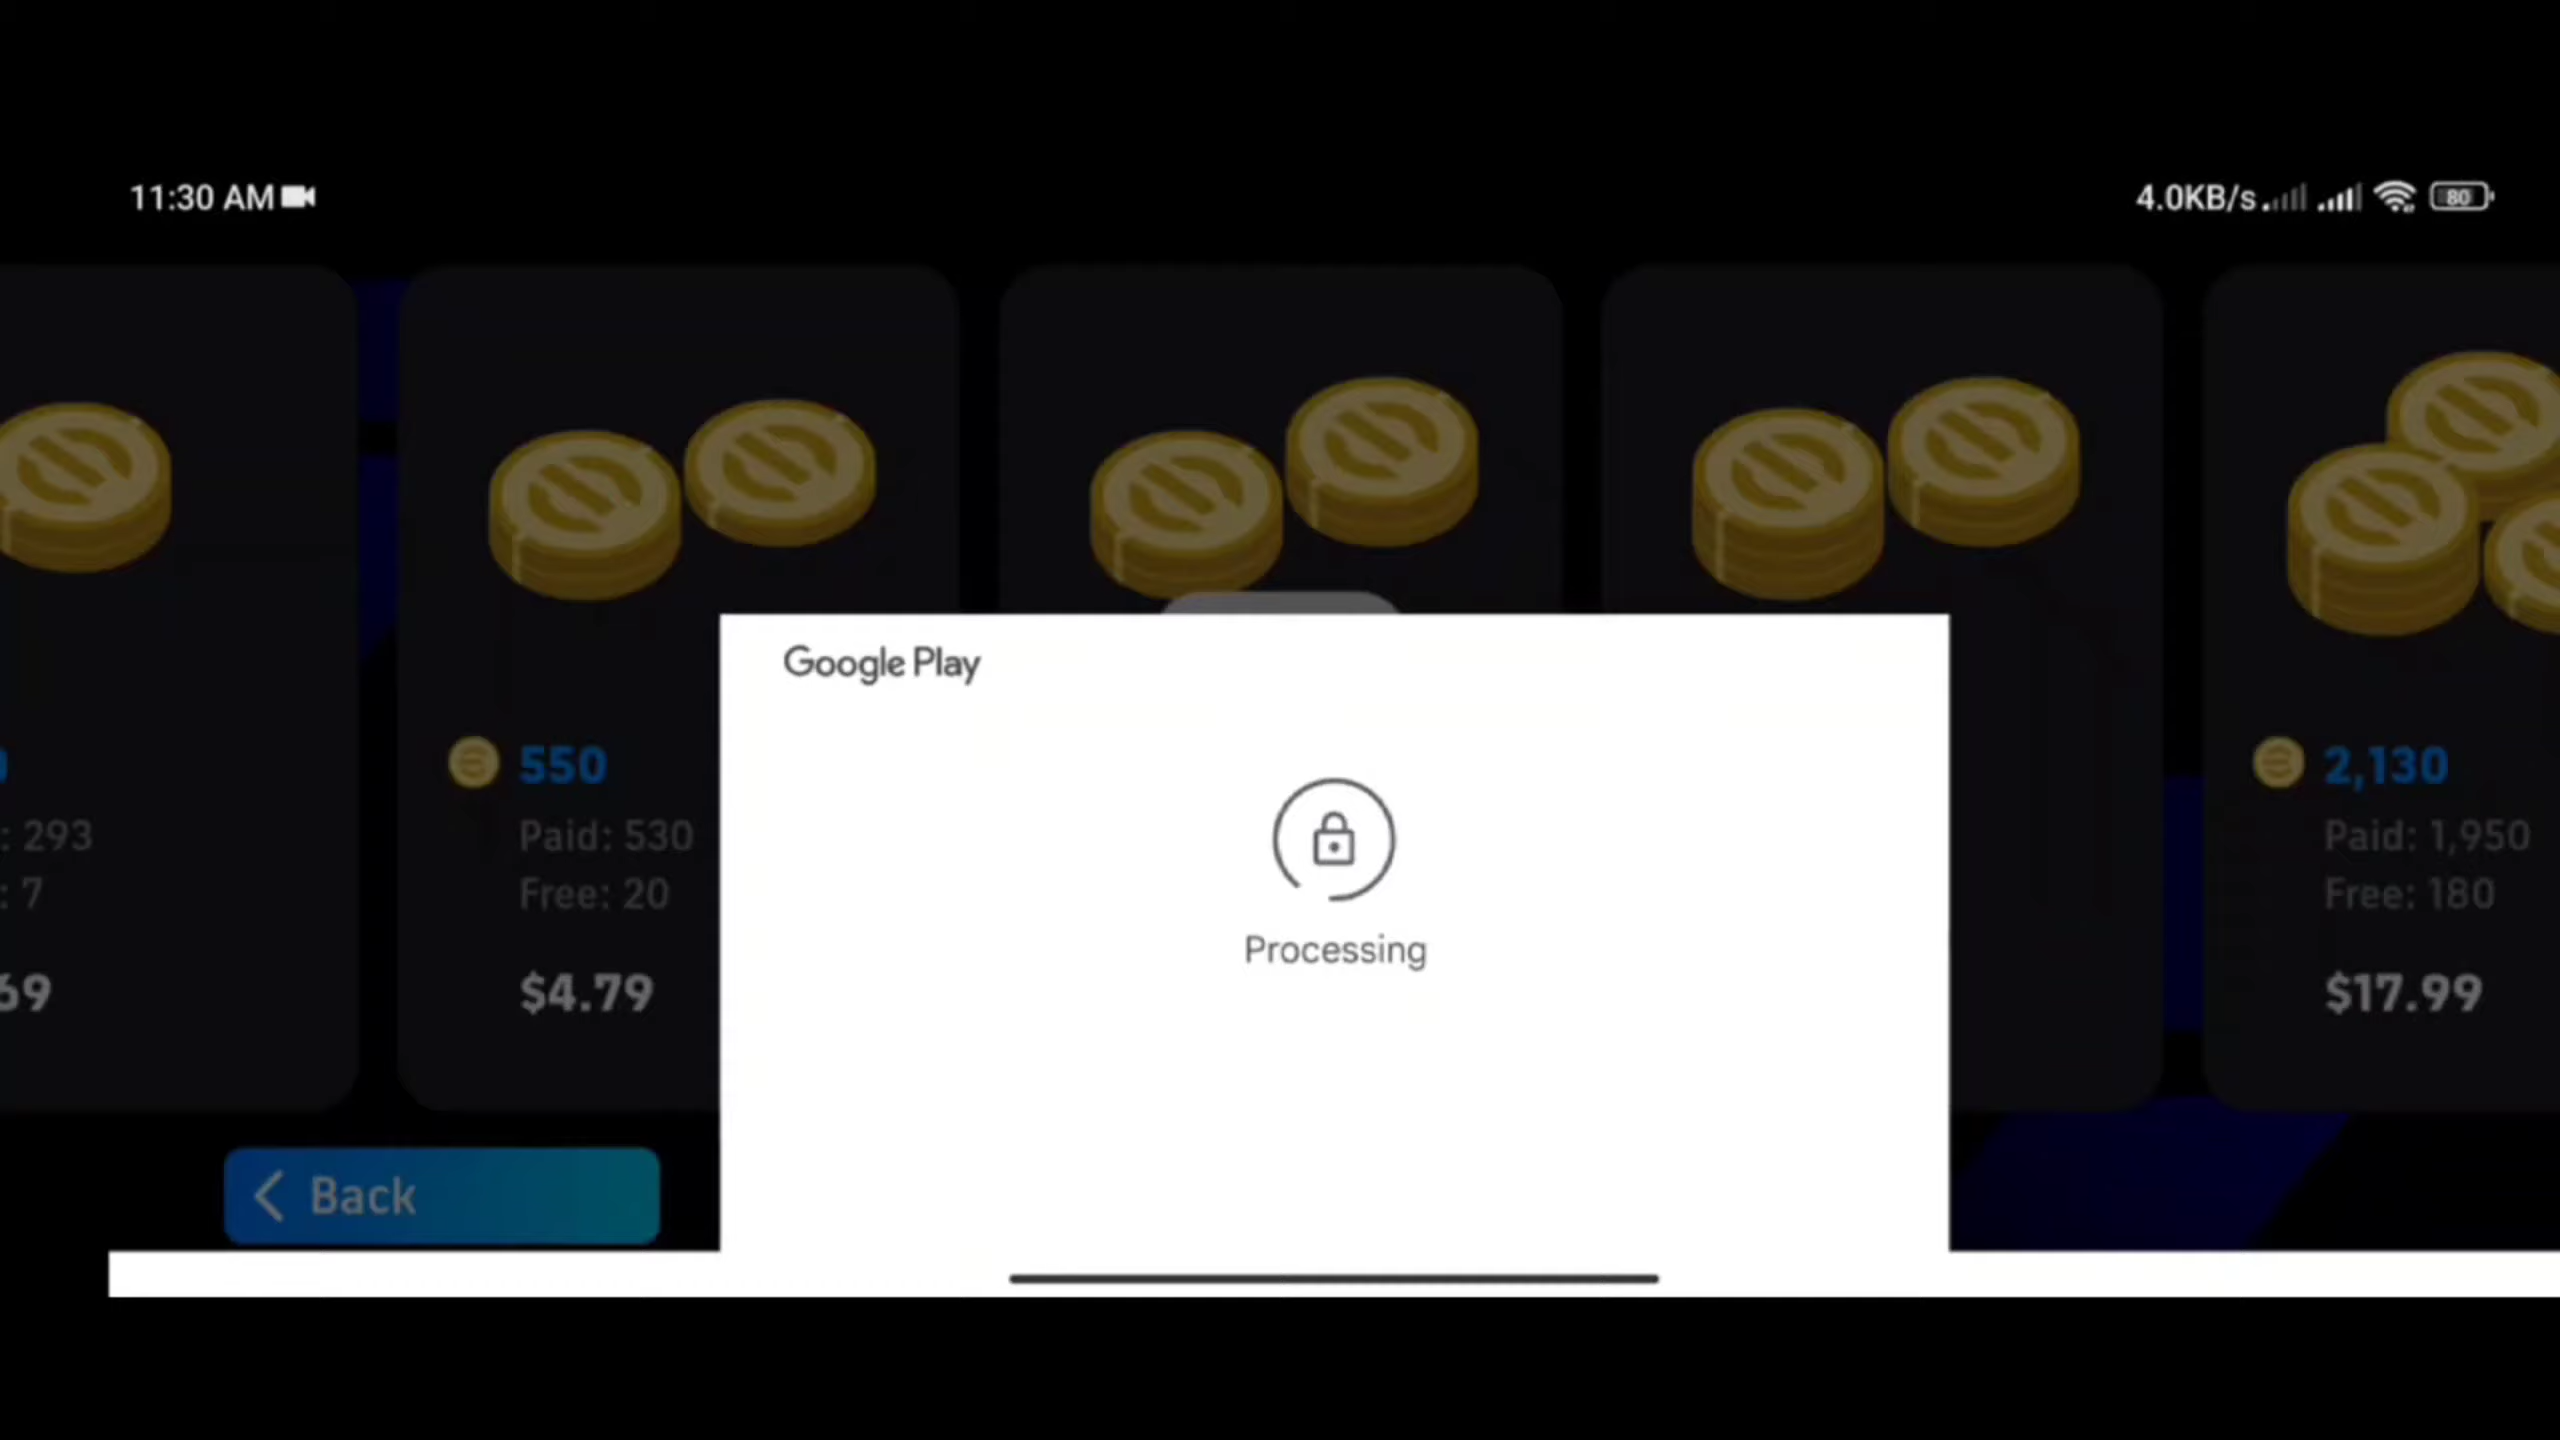 11:30 AM
4.0KB/s
80
Google Play
Processing
: 293
: 7
69
550
Paid: 530
Free: 20
$4.79
2,130
Paid: 1,950
Free: 180
$17.99
Back